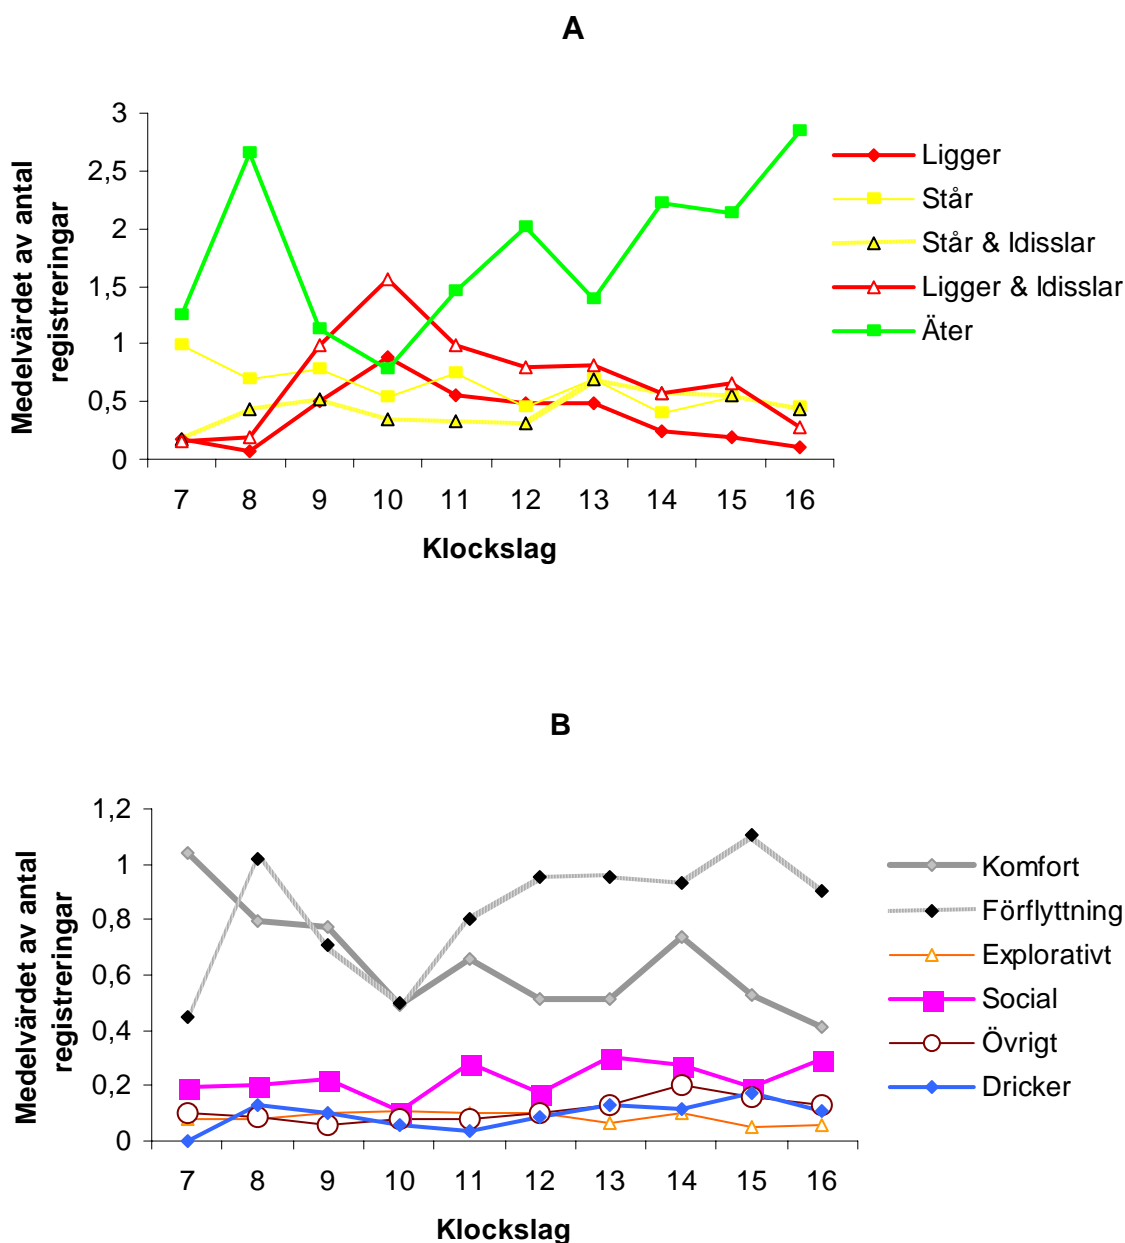 A
Medelvärdet av antal
registreringar
3
2,5
2
1,5
1
0,5
0
7 8 9 10 11 12 13 14 15 16
Klockslag
Ligger
Står
Står & Idisslar
Ligger & Idisslar
Äter
B
Medelvärdet av antal
registreringar
1,2
1
0,8
0,6
0,4
0,2
0
7 8 9 10 11 12 13 14 15 16
Klockslag
Komfort
Förflyttning
Explorativt
Social
Övrigt
Dricker